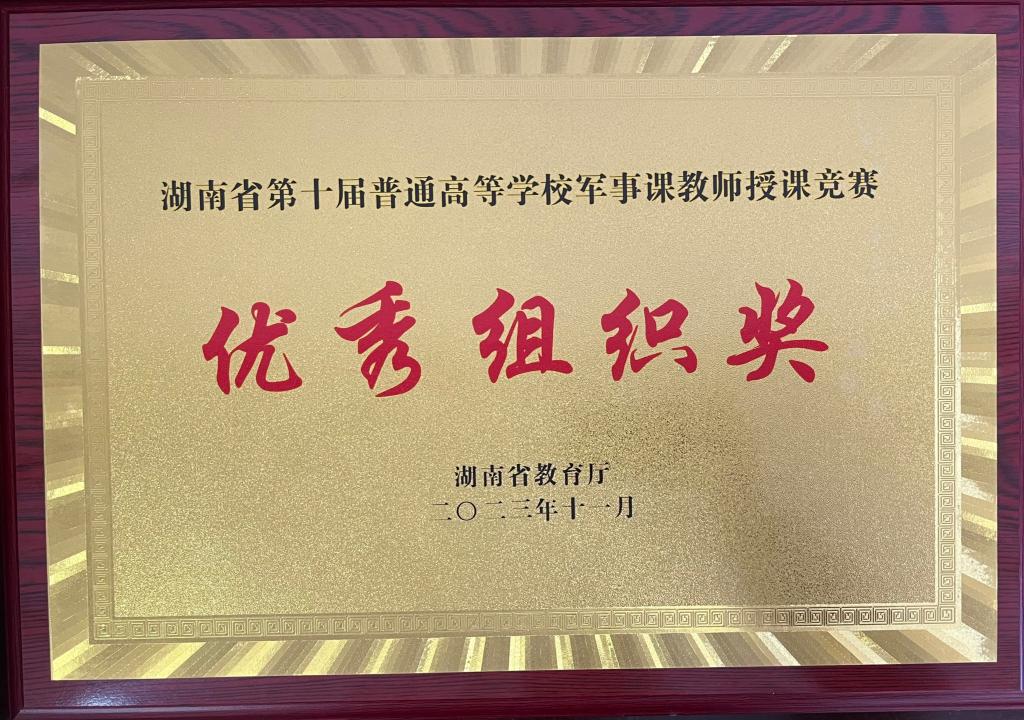 湖南省第十届普通高等学校军事课教师授课竞赛
优秀组织奖
湖南省教育厅
二〇二三年十一月